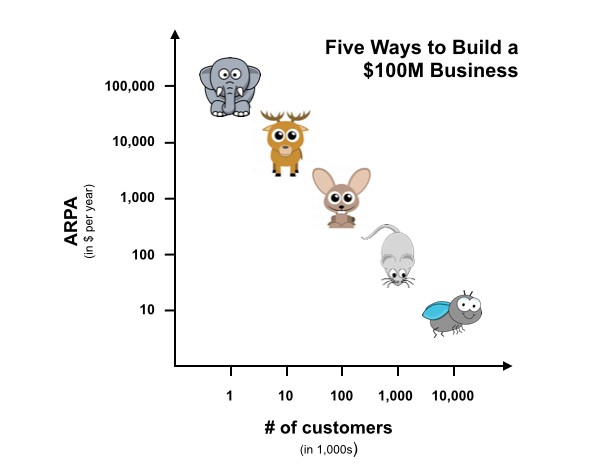 Five Ways to Build a
$100M Business
100,000
10,000
1,000
100
10
ARPA
(in $ per year)
1 10 100 1,000 10,000
# of customers
(in 1,000s)